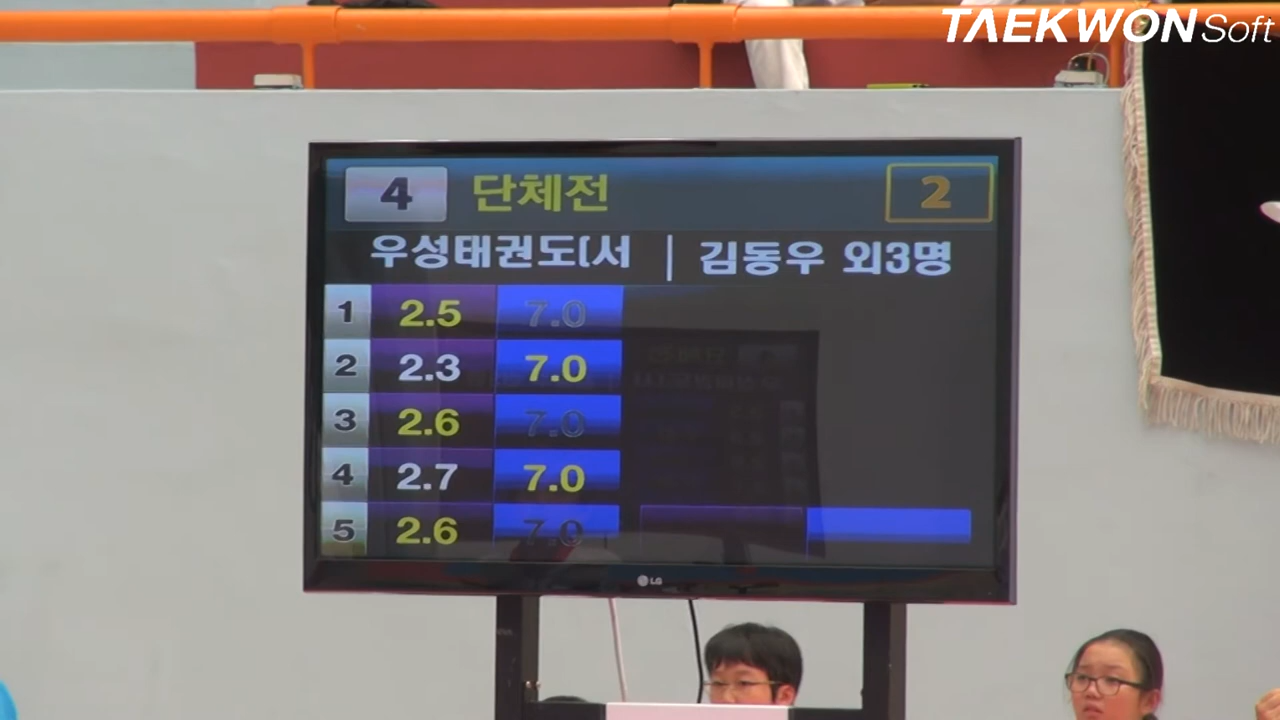 TAEKWONSoft
4 단체전 2
우성태권도(서 | 김동우 외3명
1 2.5 7.0
2 2.3 7.0
3 2.6 7.0
4 2.7 7.0
5 2.6 7.0
LG